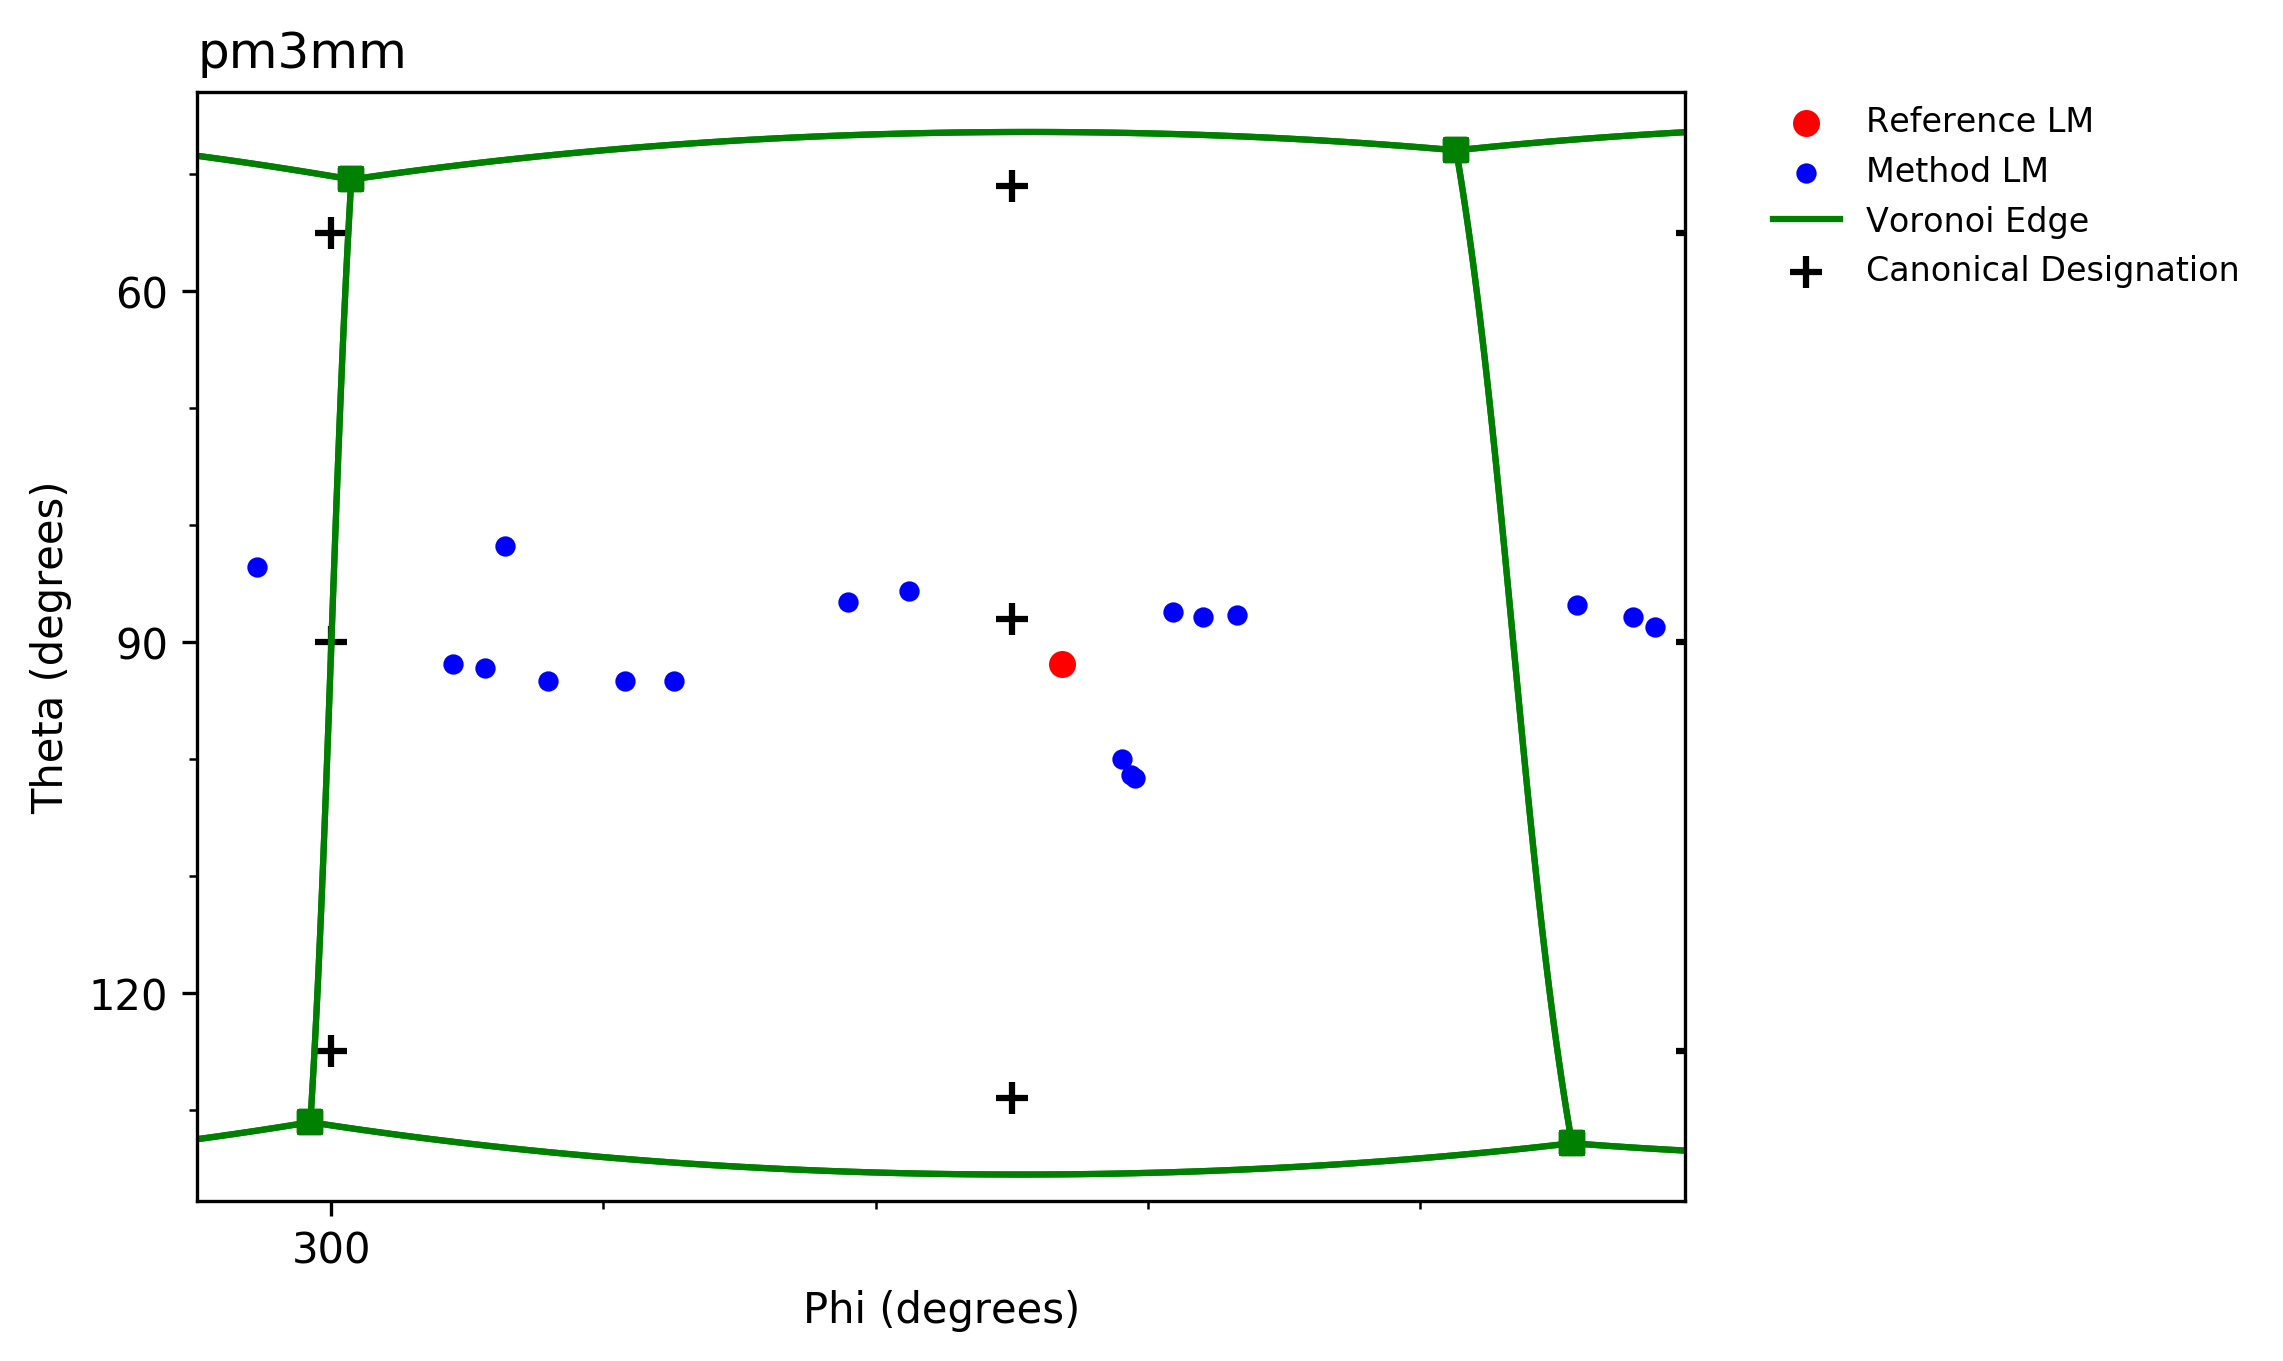 pm3mm
Reference LM
Method LM
Voronoi Edge
Canonical Designation
60
90
120
Theta (degrees)
300
Phi (degrees)